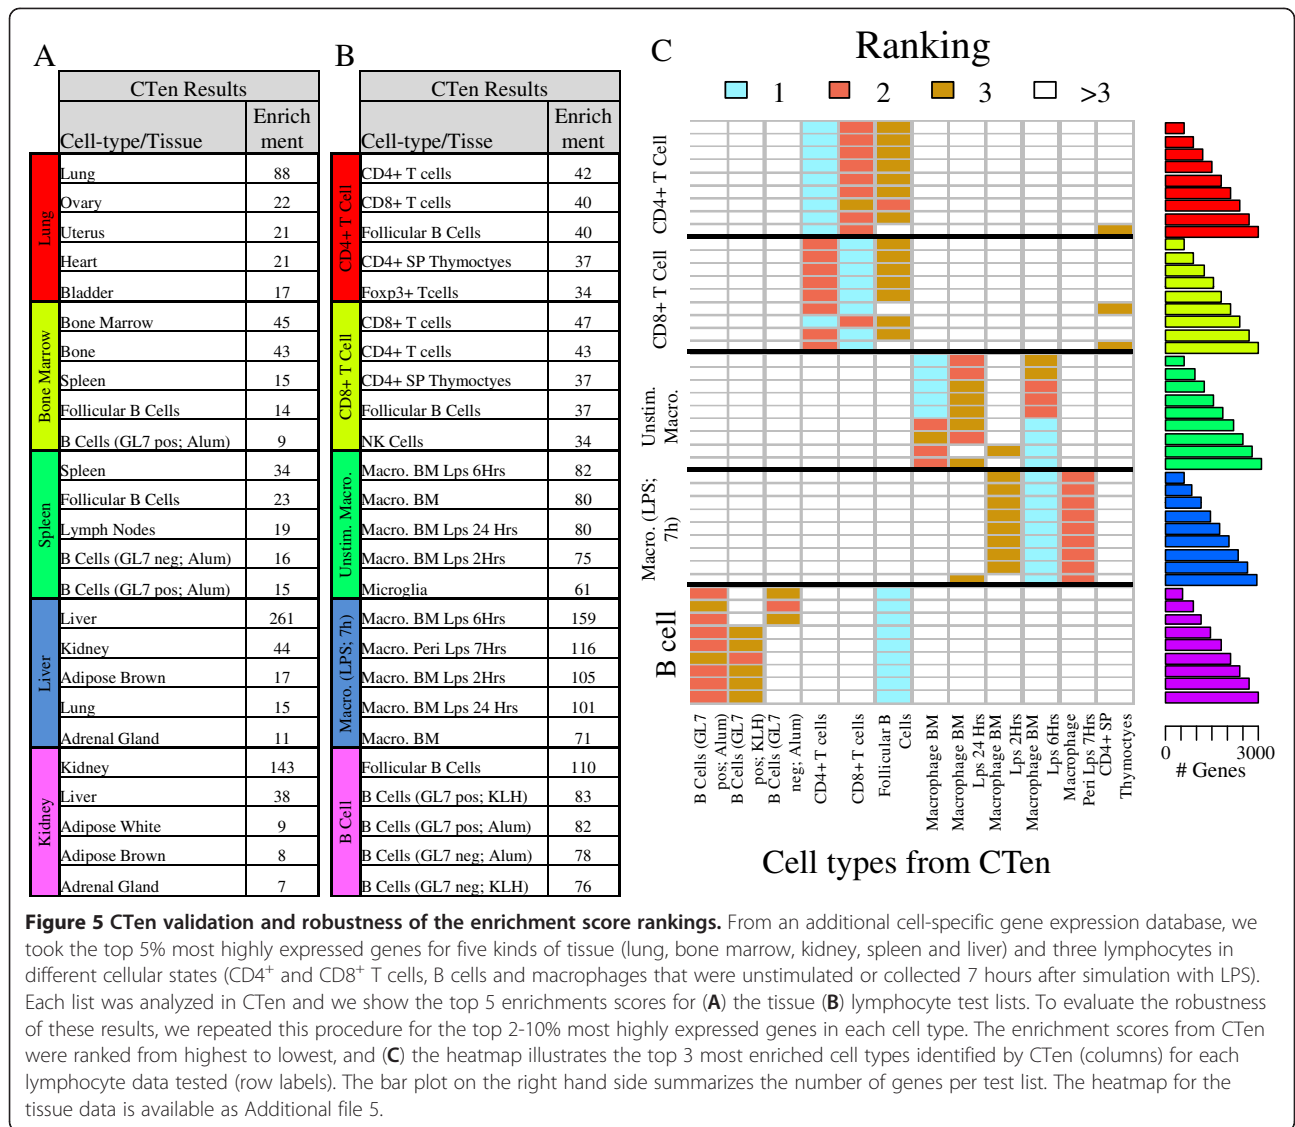 A
CTen Results
Cell-type/Tissue
Enrich
ment
Lung
Lung 88
Ovary 22
Uterus 21
Heart 21
Bladder 17
Bone Marrow
Bone Marrow 45
Bone 43
Spleen 15
Follicular B Cells 14
B Cells (GL7 pos; Alum) 9
Spleen
Spleen 34
Follicular B Cells 23
Lymph Nodes 19
B Cells (GL7 neg; Alum) 16
B Cells (GL7 pos; Alum) 15
Liver
Liver 261
Kidney 44
Adipose Brown 17
Lung 15
Adrenal Gland 11
Kidney
Kidney 143
Liver 38
Adipose White 9
Adipose Brown 8
Adrenal Gland 7
B
CTen Results
Cell-type/Tisse
Enrich
ment
CD4+ T Cell
CD4+ T cells 42
CD8+ T cells 40
Follicular B Cells 40
CD4+ SP Thymoctyes 37
Foxp3+ Tcells 34
CD8+ T Cell
CD8+ T cells 47
CD4+ T cells 43
CD4+ SP Thymoctyes 37
Follicular B Cells 37
NK Cells 34
Unstim. Macro.
Macro. BM Lps 6Hrs 82
Macro. BM 80
Macro. BM Lps 24 Hrs 80
Macro. BM Lps 2Hrs 75
Microglia 61
Macro. (LPS; 7h)
Macro. BM Lps 6Hrs 159
Macro. Peri Lps 7Hrs 116
Macro. BM Lps 2Hrs 105
Macro. BM Lps 24 Hrs 101
Macro. BM 71
B Cell
Follicular B Cells 110
B Cells (GL7 pos; KLH) 83
B Cells (GL7 pos; Alum) 82
B Cells (GL7 neg; Alum) 78
B Cells (GL7 neg; KLH) 76
C
Ranking
1 2 3 >3
CD4+ T Cell
CD8+ T Cell
Unstim.
Macro.
Macro. (LPS;
7h)
B cell
B Cells (GL7
pos; Alum)
B Cells (GL7
pos; KLH)
B Cells (GL7
neg; Alum)
CD4+ T cells
CD8+ T cells
Follicular B
Cells
Macrophage BM
Macrophage BM
Lps 24 Hrs
Macrophage BM
Lps 2Hrs
Macrophage BM
Lps 6Hrs
Macrophage
Peri Lps 7Hrs
CD4+ SP
Thymoctyes
0 3000
# Genes
Cell types from CTen
Figure 5 CTen validation and robustness of the enrichment score rankings. From an additional cell-specific gene expression database, we
took the top 5% most highly expressed genes for five kinds of tissue (lung, bone marrow, kidney, spleen and liver) and three lymphocytes in
different cellular states (CD4+ and CD8+ T cells, B cells and macrophages that were unstimulated or collected 7 hours after simulation with LPS).
Each list was analyzed in CTen and we show the top 5 enrichments scores for (A) the tissue (B) lymphocyte test lists. To evaluate the robustness
of these results, we repeated this procedure for the top 2-10% most highly expressed genes in each cell type. The enrichment scores from CTen
were ranked from highest to lowest, and (C) the heatmap illustrates the top 3 most enriched cell types identified by CTen (columns) for each
lymphocyte data tested (row labels). The bar plot on the right hand side summarizes the number of genes per test list. The heatmap for the
tissue data is available as Additional file 5.